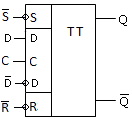 S̅ S TT Q
D D
C C
D̅ D
R̅ R Q̅